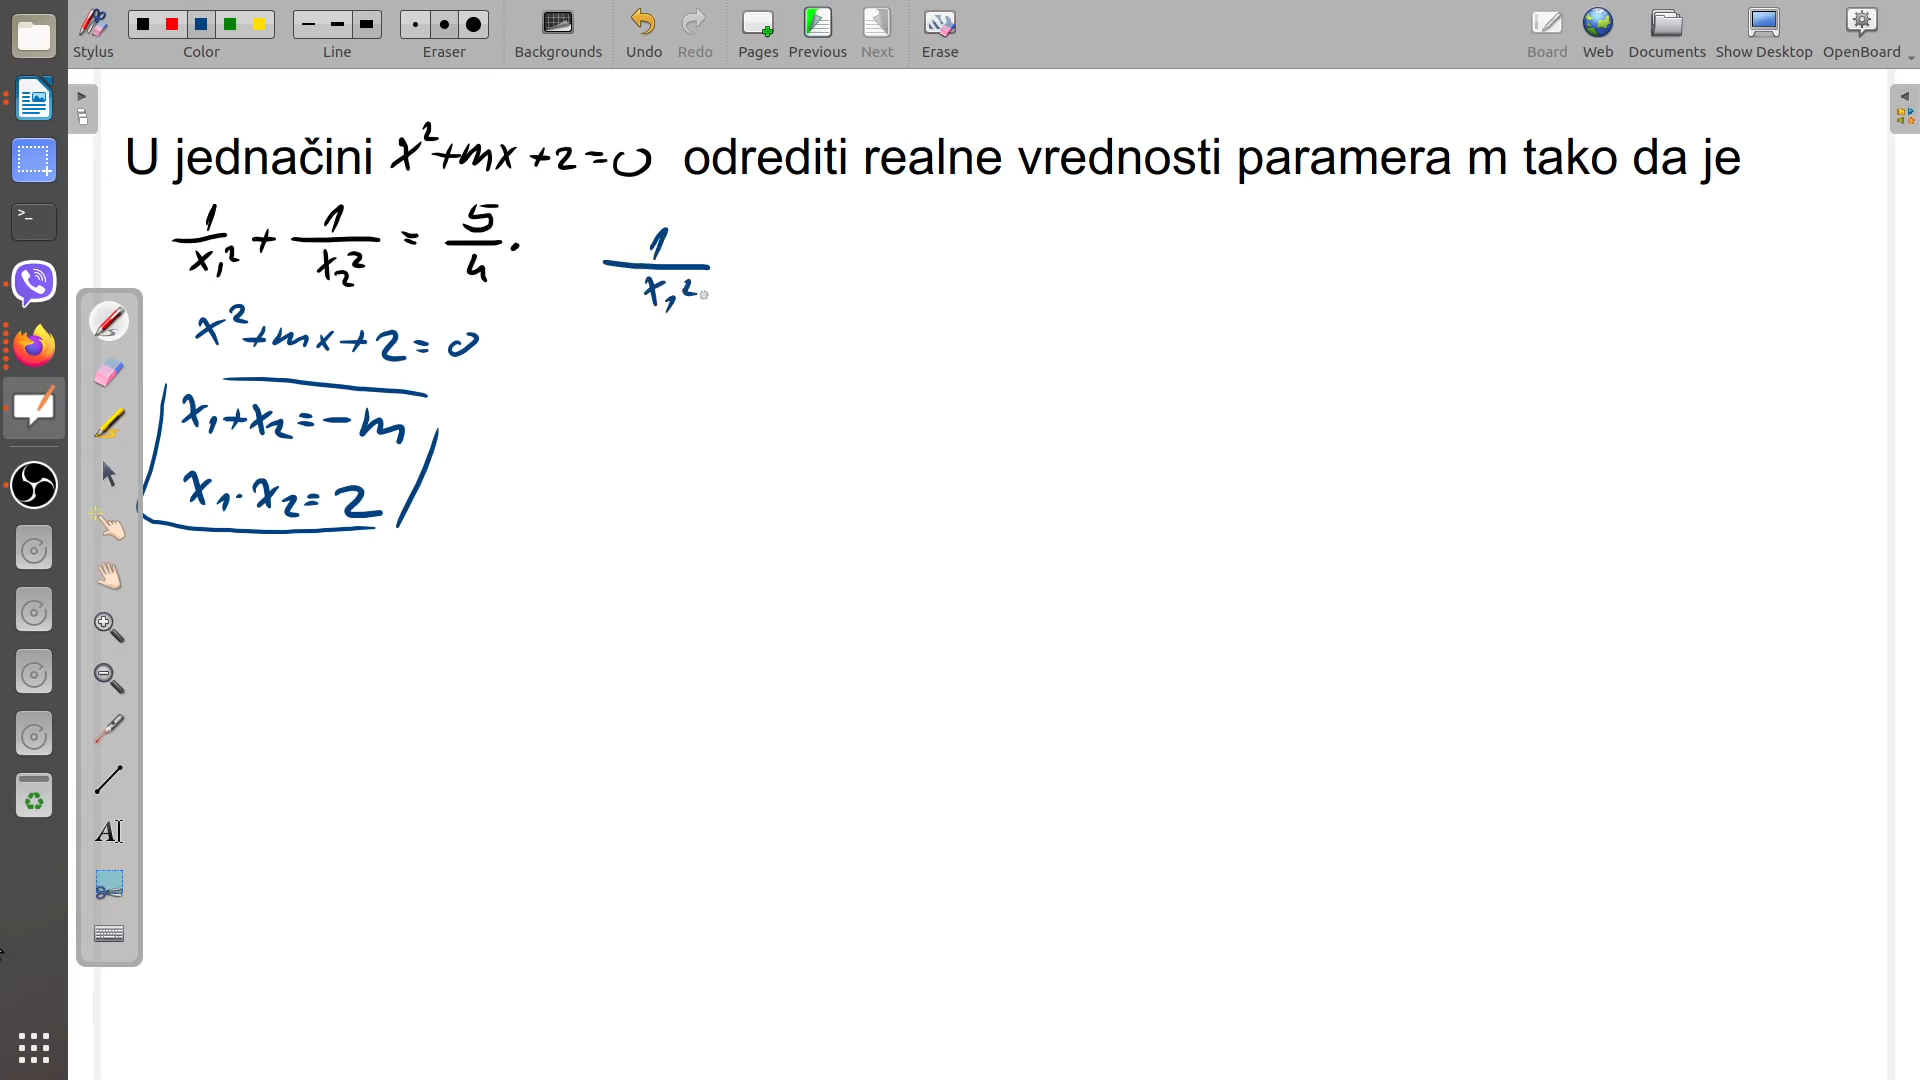 Stylus Color Line Eraser Backgrounds Undo Redo Pages Previous Next Erase Board Web Documents Show Desktop OpenBoard
U jednačini x²+mx+2=0 odrediti realne vrednosti paramera m tako da je
1/x₁² + 1/x₂² = 5/4.
1/x₁²
x²+mx+2=0
x₁+x₂=-m
x₁·x₂=2